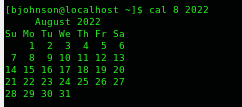 [bjohnson@localhost ~]$ cal 8 2022
    August 2022
Su Mo Tu We Th Fr Sa
    1  2  3  4  5  6
 7  8  9 10 11 12 13
14 15 16 17 18 19 20
21 22 23 24 25 26 27
28 29 30 31